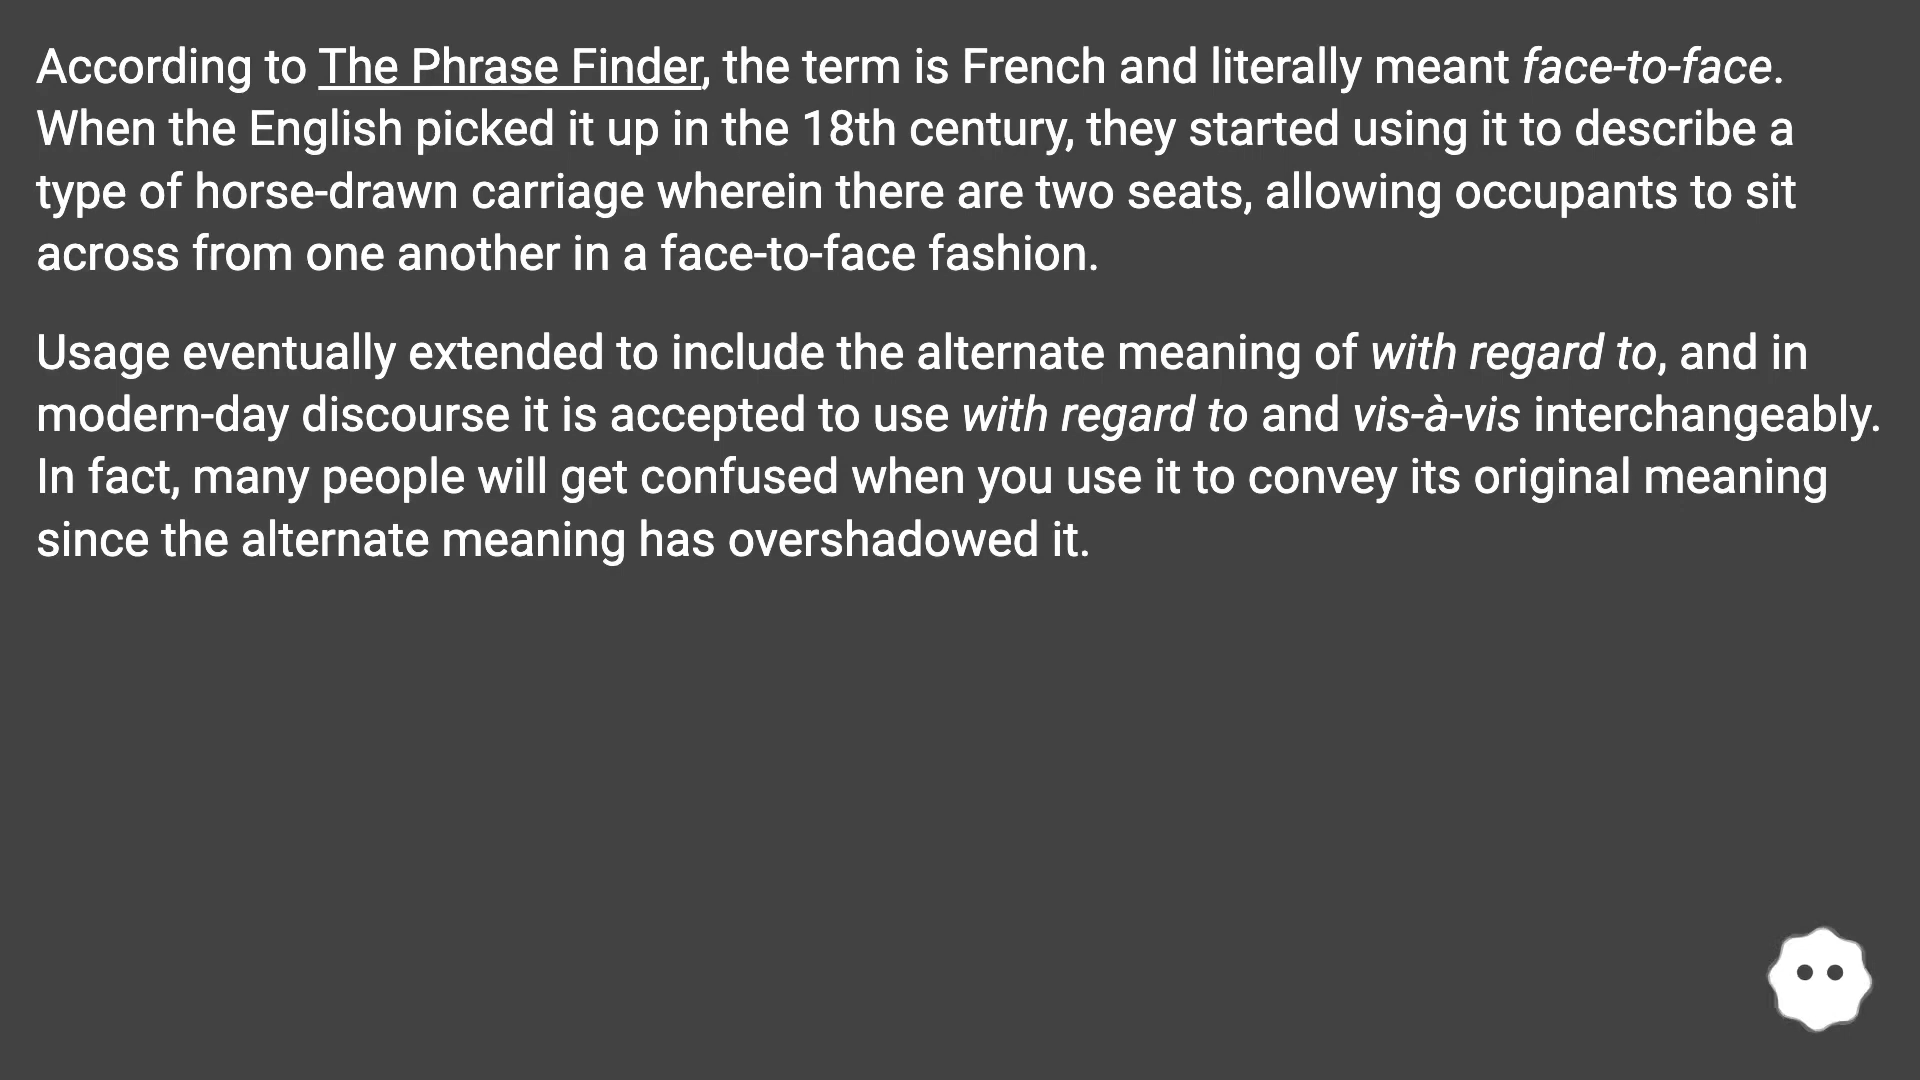 According to The Phrase Finder, the term is French and literally meant face-to-face.
When the English picked it up in the 18th century, they started using it to describe a
type of horse-drawn carriage wherein there are two seats, allowing occupants to sit
across from one another in a face-to-face fashion.
Usage eventually extended to include the alternate meaning of with regard to, and in
modern-day discourse it is accepted to use with regard to and vis-à-vis interchangeably.
In fact, many people will get confused when you use it to convey its original meaning
since the alternate meaning has overshadowed it.